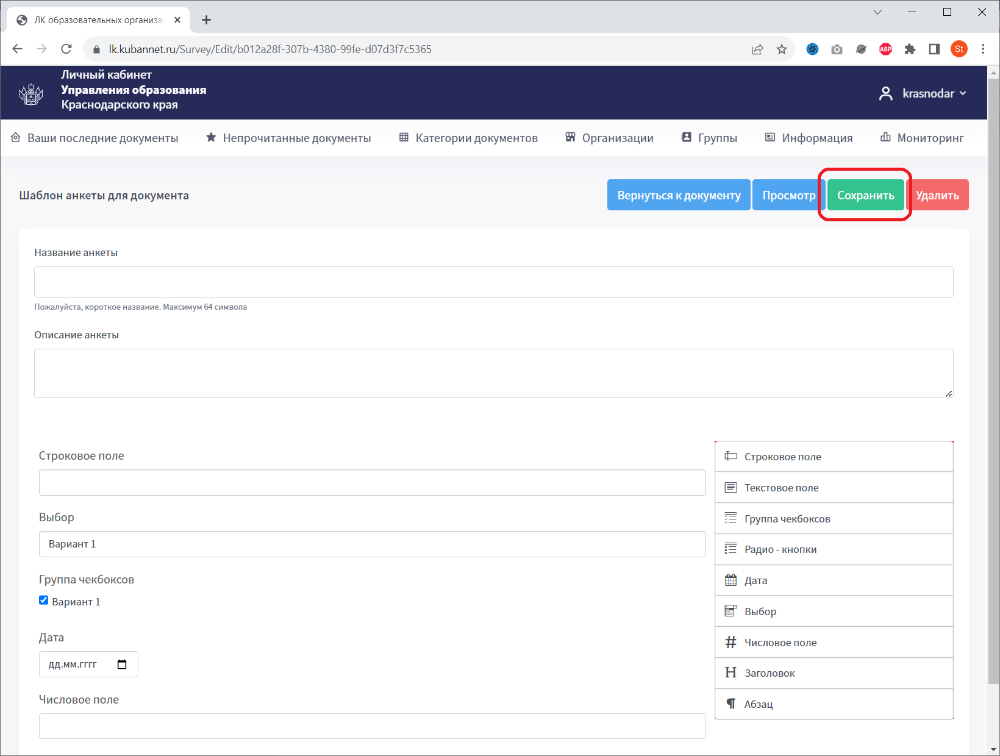 ЛК образовательных организа
lk.kubannet.ru/Survey/Edit/b012a28f-307b-4380-99fe-d07d3f7c5365
ABP
St
Личный кабинет
Управления образования
Краснодарского края
krasnodar
Ваши последние документы
Непрочитанные документы
Категории документов
Организации
Группы
Информация
Мониторинг
Шаблон анкеты для документа
Вернуться к документу
Просмотр
Сохранить
Удалить
Название анкеты
Пожалуйста, короткое название. Максимум 64 символа
Описание анкеты
Строковое поле
Выбор
Вариант 1
Группа чекбоксов
Вариант 1
Дата
дд.мм.гггг
Числовое поле
Строковое поле
Текстовое поле
Группа чекбоксов
Радио - кнопки
Дата
Выбор
# Числовое поле
H Заголовок
¶ Абзац